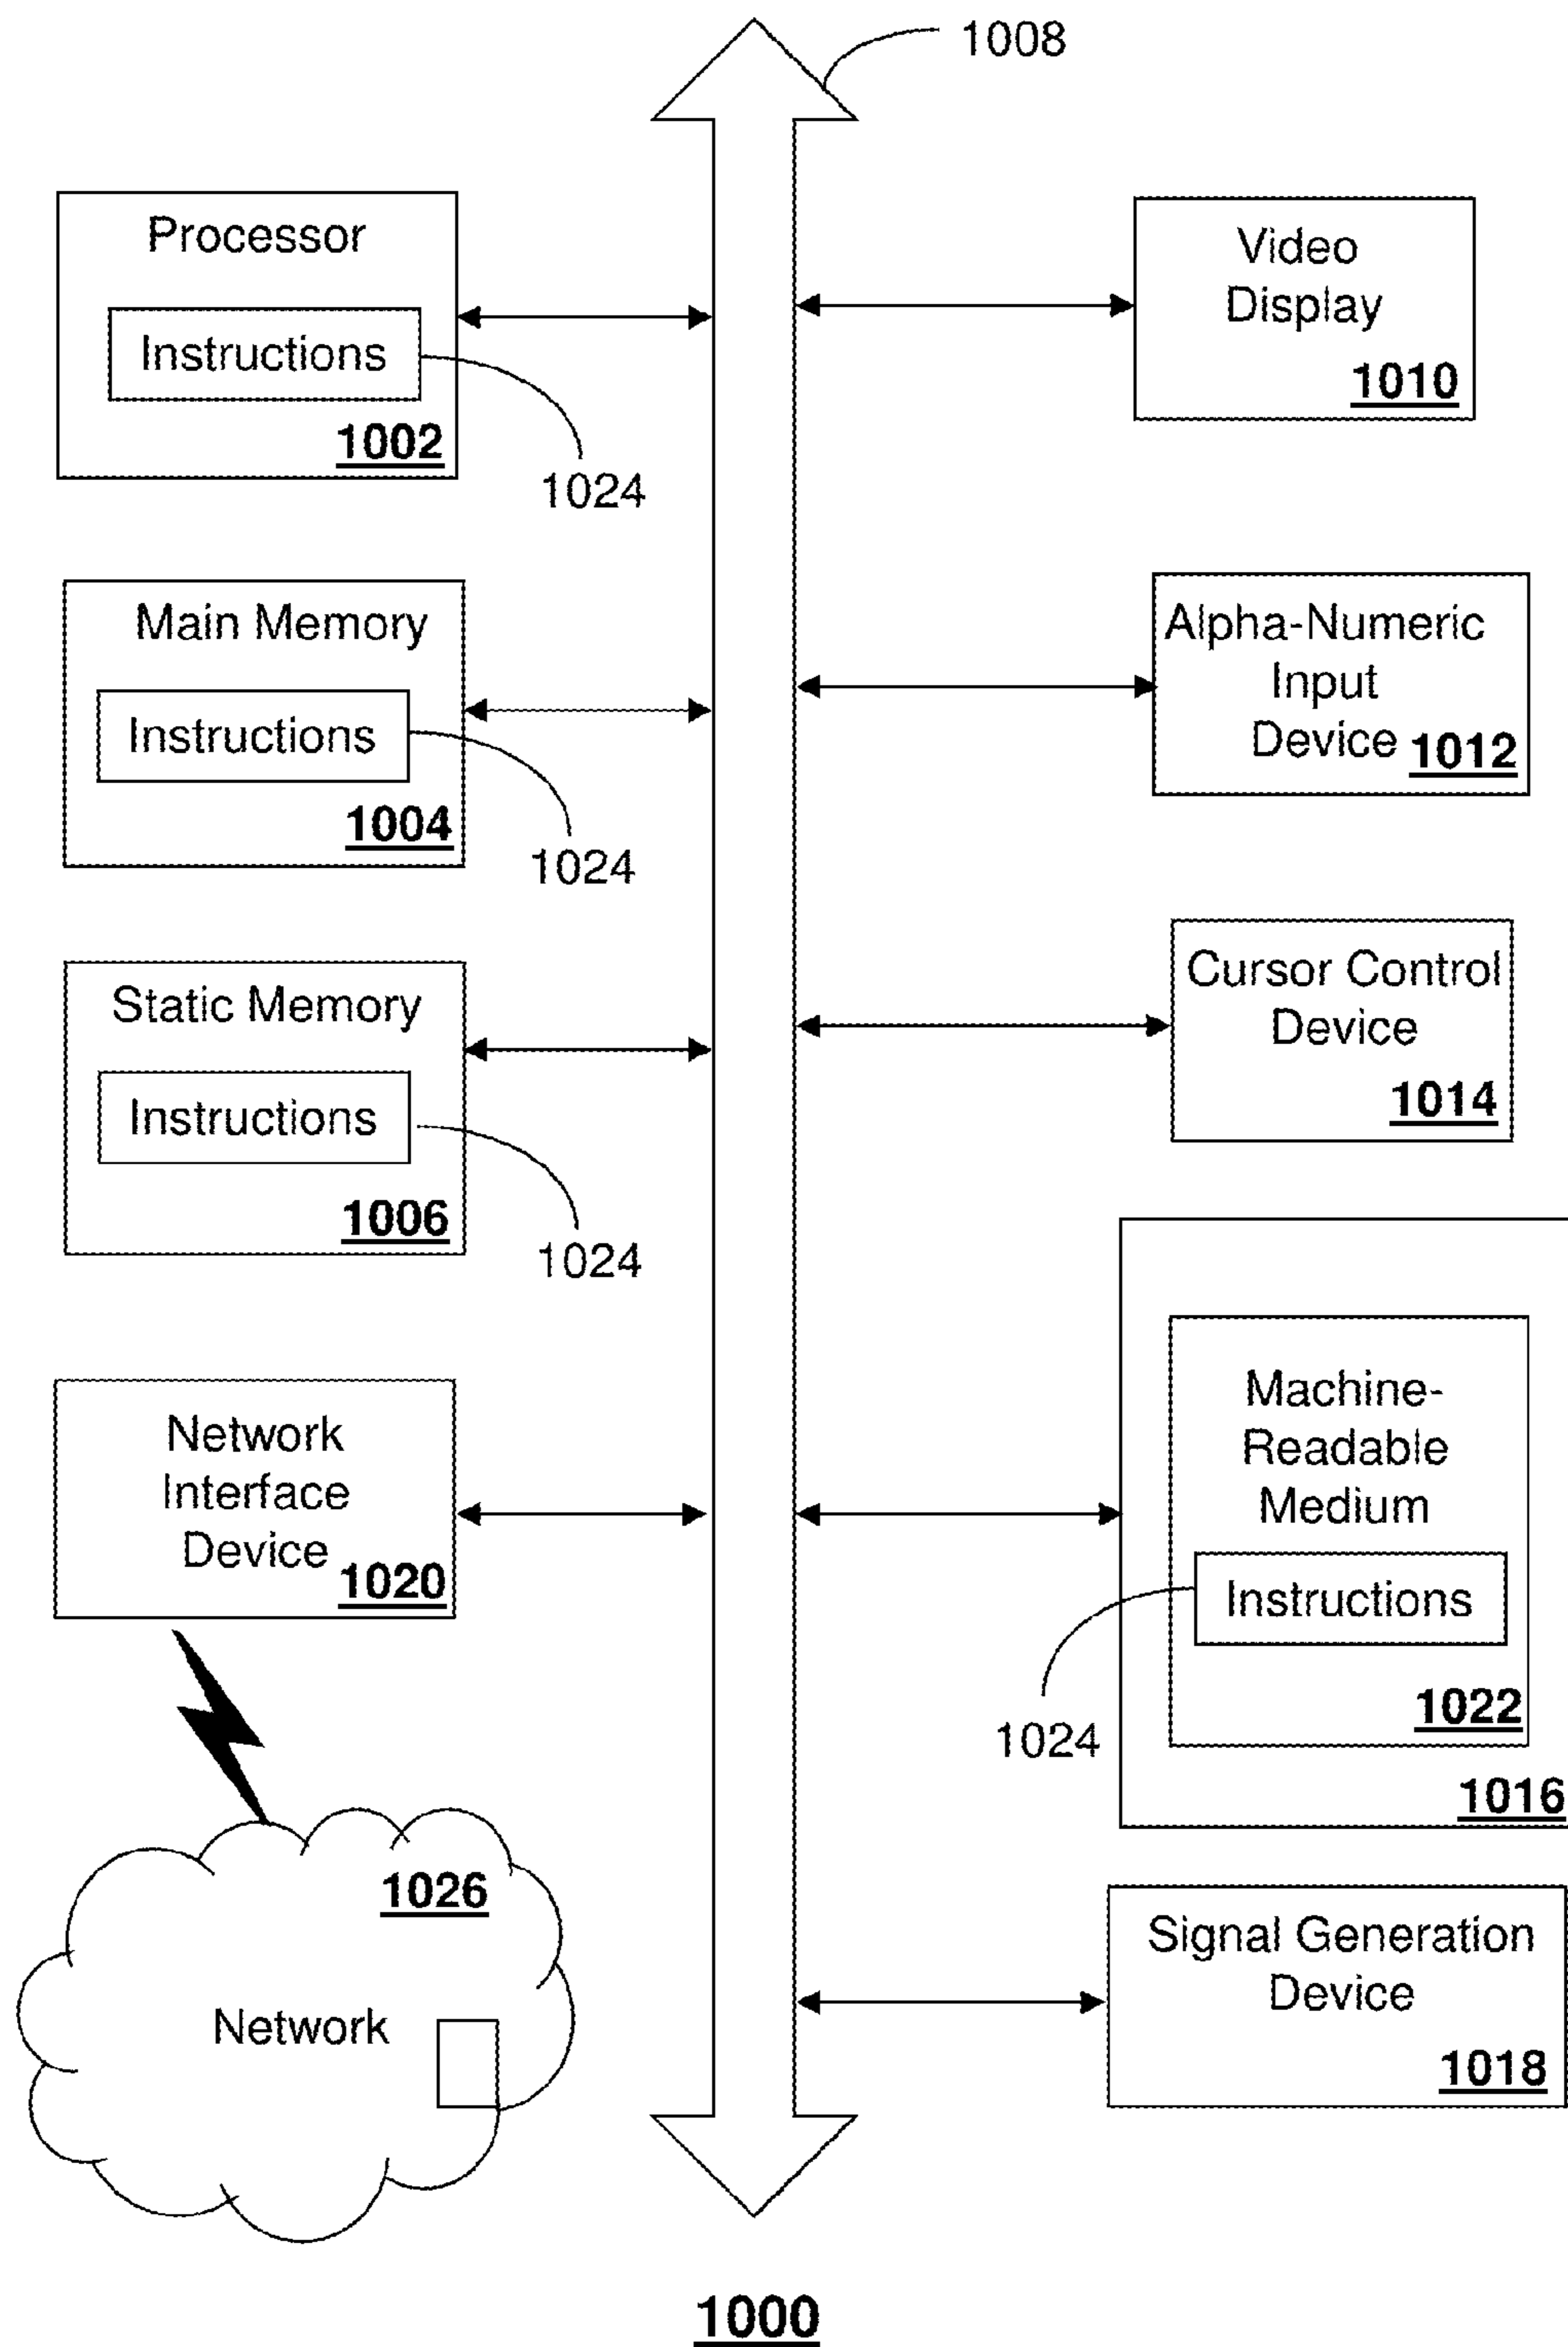 1008
Processor
Instructions
1002
1024
Main Memory
Instructions
1004
1024
Static Memory
Instructions
1006
1024
Network
Interface
Device
1020
1026
Network
Video
Display
1010
Alpha-Numeric
Input
Device 1012
Cursor Control
Device
1014
Machine-
Readable
Medium
Instructions
1022
1024
1016
Signal Generation
Device
1018
1000